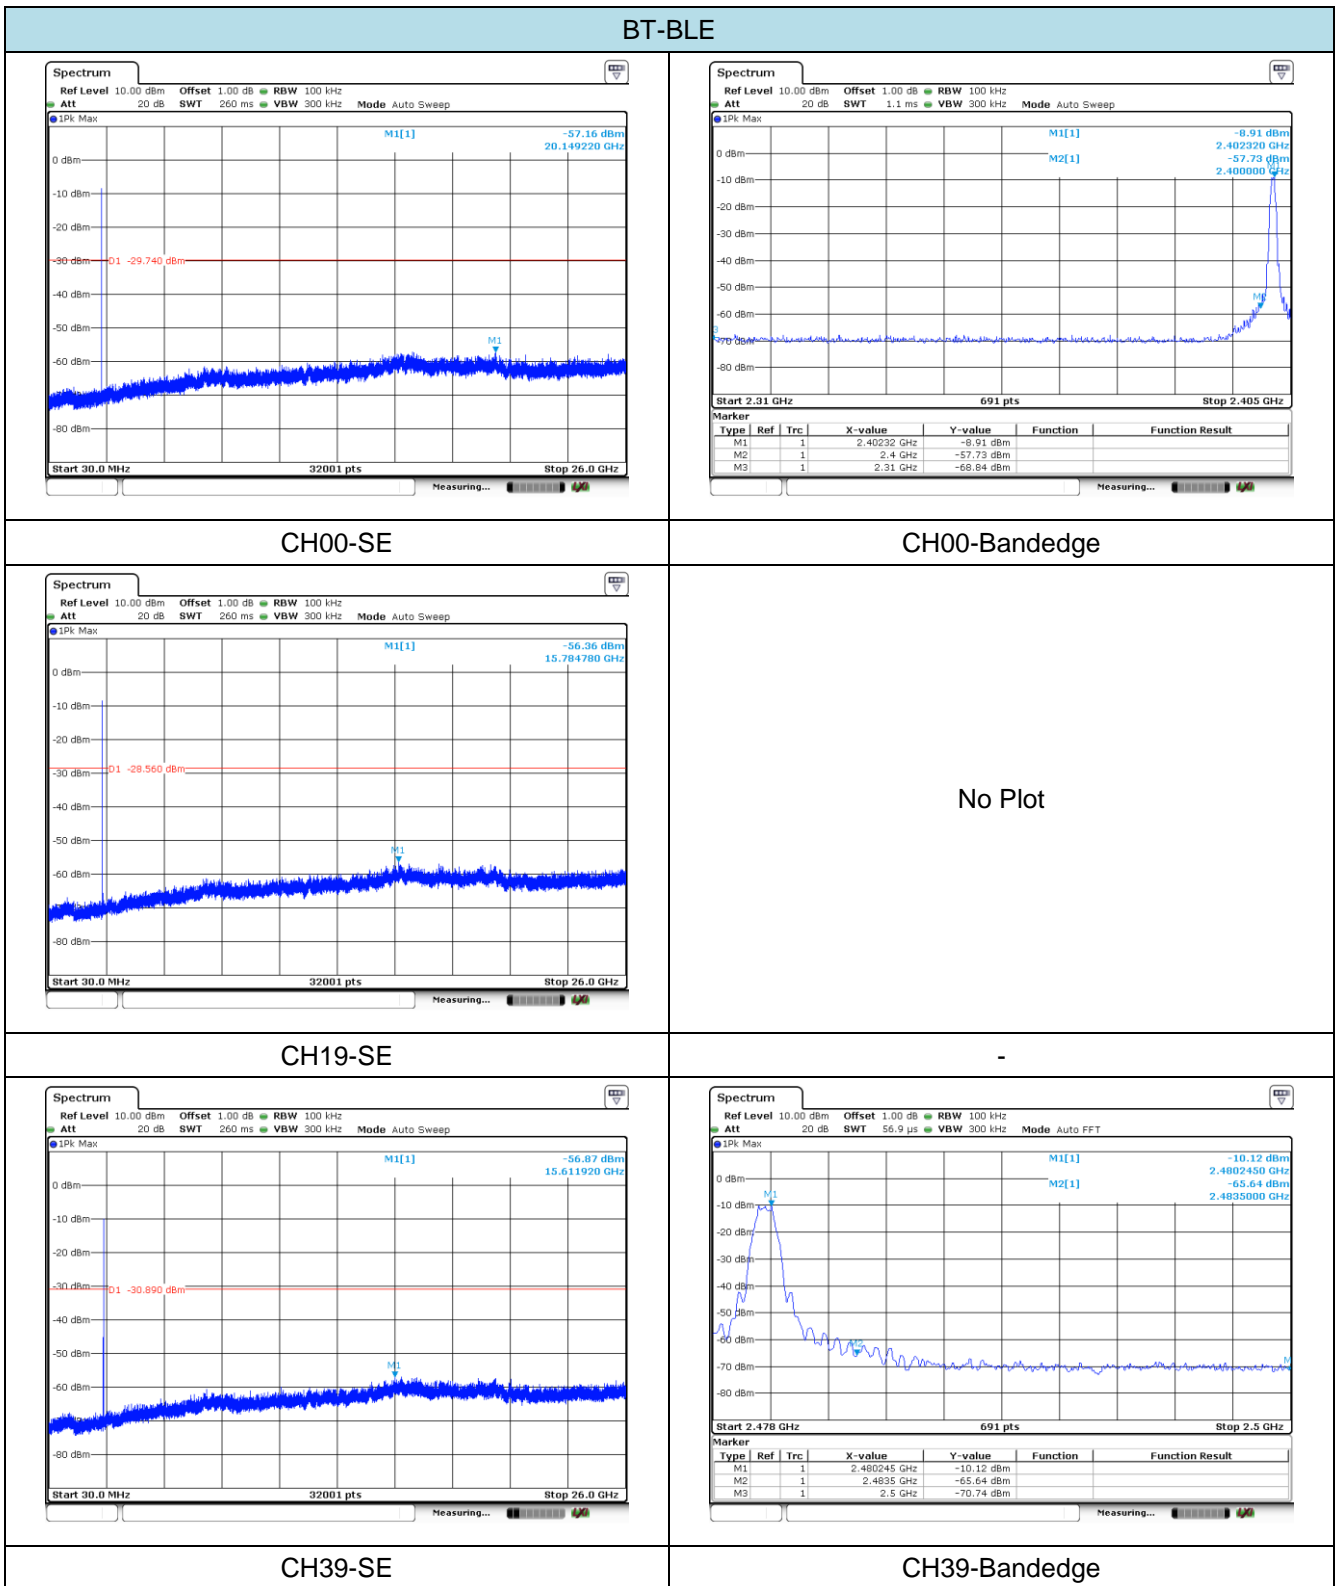 BT-BLE
Spectrum
Ref Level 10.00 dBm Offset 1.00 dB RBW 100 kHz
Att 20 dB SWT 260 ms VBW 300 kHz Mode Auto Sweep
1Pk Max
M1[1] -57.16 dBm
20.149220 GHz
0 dBm
-10 dBm
-20 dBm
-30 dBm D1 -29.740 dBm
-40 dBm
-50 dBm
M1
-60 dBm
-80 dBm
Start 30.0 MHz 32001 pts Stop 26.0 GHz
Measuring...
Spectrum
Ref Level 10.00 dBm Offset 1.00 dB RBW 100 kHz
Att 20 dB SWT 1.1 ms VBW 300 kHz Mode Auto Sweep
1Pk Max
M1[1] -8.91 dBm
2.402320 GHz
0 dBm
M2[1] -57.73 dBm
2.400000 GHz
M1
-10 dBm
-20 dBm
-30 dBm
-40 dBm
-50 dBm
-60 dBm
-70 dBm
-80 dBm
Start 2.31 GHz 691 pts Stop 2.405 GHz
Marker
Type Ref Trc X-value Y-value Function Function Result
M1 1 2.40232 GHz -8.91 dBm
M2 1 2.4 GHz -57.73 dBm
M3 1 2.31 GHz -68.84 dBm
Measuring...
CH00-SE CH00-Bandedge
Spectrum
Ref Level 10.00 dBm Offset 1.00 dB RBW 100 kHz
Att 20 dB SWT 260 ms VBW 300 kHz Mode Auto Sweep
1Pk Max
M1[1] -56.36 dBm
15.784780 GHz
0 dBm
-10 dBm
-20 dBm
D1 -28.560 dBm
-30 dBm
-40 dBm
-50 dBm
M1
-60 dBm
-80 dBm
Start 30.0 MHz 32001 pts Stop 26.0 GHz
Measuring...
No Plot
CH19-SE -
Spectrum
Ref Level 10.00 dBm Offset 1.00 dB RBW 100 kHz
Att 20 dB SWT 260 ms VBW 300 kHz Mode Auto Sweep
1Pk Max
M1[1] -56.87 dBm
15.611920 GHz
0 dBm
-10 dBm
-20 dBm
-30 dBm
D1 -30.890 dBm
-40 dBm
-50 dBm
M1
-60 dBm
-80 dBm
Start 30.0 MHz 32001 pts Stop 26.0 GHz
Measuring...
Spectrum
Ref Level 10.00 dBm Offset 1.00 dB RBW 100 kHz
Att 20 dB SWT 56.9 µs VBW 300 kHz Mode Auto FFT
1Pk Max
M1[1] -10.12 dBm
2.4802450 GHz
0 dBm
M2[1] -65.64 dBm
2.4835000 GHz
M1
-10 dBm
-20 dBm
-30 dBm
-40 dBm
-50 dBm
-60 dBm
M2
-70 dBm
-80 dBm
Start 2.478 GHz 691 pts Stop 2.5 GHz
Marker
Type Ref Trc X-value Y-value Function Function Result
M1 1 2.480245 GHz -10.12 dBm
M2 1 2.4835 GHz -65.64 dBm
M3 1 2.5 GHz -70.74 dBm
Measuring...
CH39-SE CH39-Bandedge